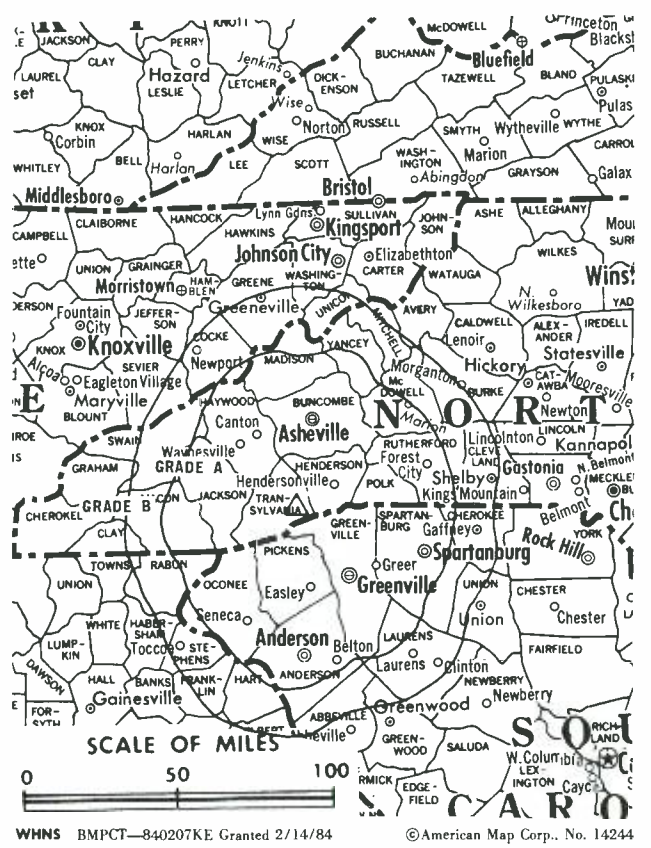 KNOTT
McDOWELL
Princeton
JACKSON
PERRY
BUCHANAN
Bluefield
CLAY
Jenkins
Hazard
LETCHER
DICK-
ENSON
TAZEWELL
BLAND
PULASKI
LAUREL
LESLIE
Wise
Pulas
set
KNOX
Norton
RUSSELL
SMYTH
Wytheville
WYTHE
Corbin
HARLAN
WISE
Marion
CARROL
BELL
LEE
SCOTT
WASH-
INGTON
WHITLEY
Harlan
Abingdon
GRAYSON
Galax
Middlesboro
Bristol
CLAIBORNE
HANCOCK
Lynn Gdns.
SULLIVAN
JOHN-
SON
ASHE
ALLEGHANY
CAMPBELL
HAWKINS
Kingsport
Johnson City
Elizabethton
WILKES
UNION
GRAINGER
WASHING-
TON
CARTER
WATAUGA
Morristown
HAM-
BLEN
GREENE
Wins
N.
Wilkesboro
Greeneville
UNICOI
AVERY
YAD
Fountain
City
JEFFER-
SON
MITCHELL
CALDWELL
ALEX-
ANDER
IREDELL
COCKE
YANCEY
Lenoir
Statesville
KNOX
Knoxville
Newport
MADISON
Hickory
SEVIER
Morganton
CAT-
AWBA
Mooresville
Alcoa
Eagleton Village
Mc
DOWELL
BURKE
Maryville
HAYWOOD
BUNCOMBE
Newton
E
BLOUNT
Canton
N O R T
Asheville
Marion
LINCOLN
SWAIN
RUTHERFORD
Lincolnton
Kannapol
Waynesville
CLEVE
LAND
GRADE A
HENDERSON
Forest
City
Gastonia
N. Belmont
GRAHAM
Hendersonville
Shelby
MECKLE
JACKSON
POLK
Kings Mountain
GRADE B
CON
TRAN-
SYLVANIA
Belmont
CHEROKEE
GREEN-
VILLE
SPARTAN-
BURG
CHEROKEE
Gaffney
YORK
CLAY
PICKENS
Spartanburg
Rock Hill
TOWNS
RABUN
Greer
UNION
OCONEE
Easley
Greenville
UNION
CHESTER
WHITE
HABER-
SHAM
Seneca
Union
Chester
LUMP-
KIN
Anderson
LAURENS
Toccoa
STE-
PHENS
Belton
FAIRFIELD
DAWSON
Laurens
Clinton
HALL
BANKS
FRANK-
LIN
HART
ANDERSON
NEWBERRY
Gainesville
Newberry
FOR-
SYTH
ABBEVILLE
Greenwood
GREEN-
WOOD
SALUDA
S O U
RICH-
LAND
W. Columbia
LEX-
INGTON
Cayc
EDGE-
FIELD
C A R O
SCALE OF MILES
0 50 100
WHNS BMPCT—840207KE Granted 2/14/84
© American Map Corp., No. 14244